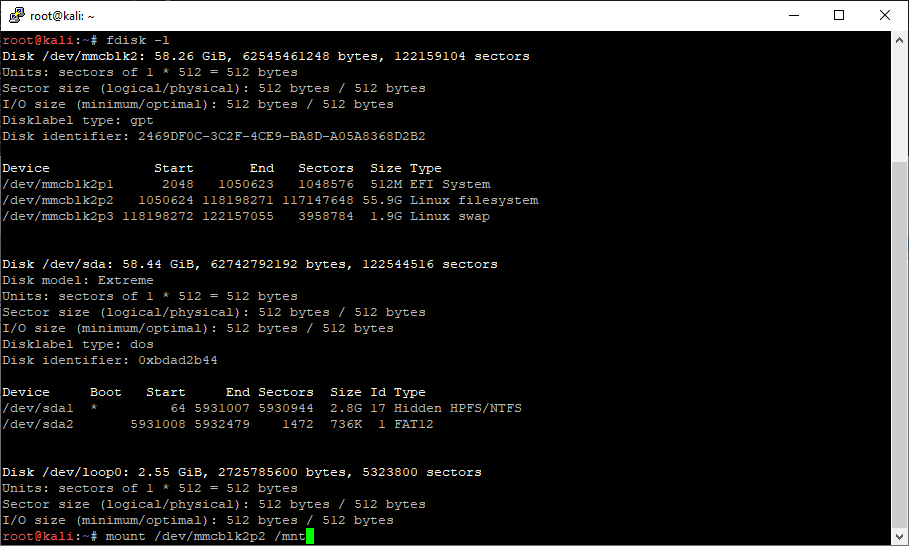 root@kali: ~
root@kali:~# fdisk -l
Disk /dev/mmcblk2: 58.26 GiB, 62545461248 bytes, 122159104 sectors
Units: sectors of 1 * 512 = 512 bytes
Sector size (logical/physical): 512 bytes / 512 bytes
I/O size (minimum/optimal): 512 bytes / 512 bytes
Disklabel type: gpt
Disk identifier: 2469DF0C-3C2F-4CE9-BA8D-A05A8368D2B2
Device Start End Sectors Size Type
/dev/mmcblk2p1 2048 1050623 1048576 512M EFI System
/dev/mmcblk2p2 1050624 118198271 117147648 55.9G Linux filesystem
/dev/mmcblk2p3 118198272 122157055 3958784 1.9G Linux swap
Disk /dev/sda: 58.44 GiB, 62742792192 bytes, 122544516 sectors
Disk model: Extreme
Units: sectors of 1 * 512 = 512 bytes
Sector size (logical/physical): 512 bytes / 512 bytes
I/O size (minimum/optimal): 512 bytes / 512 bytes
Disklabel type: dos
Disk identifier: 0xbdad2b44
Device Boot Start End Sectors Size Id Type
/dev/sda1 * 64 5931007 5930944 2.8G 17 Hidden HPFS/NTFS
/dev/sda2 5931008 5932479 1472 736K 1 FAT12
Disk /dev/loop0: 2.55 GiB, 2725785600 bytes, 5323800 sectors
Units: sectors of 1 * 512 = 512 bytes
Sector size (logical/physical): 512 bytes / 512 bytes
I/O size (minimum/optimal): 512 bytes / 512 bytes
root@kali:~# mount /dev/mmcblk2p2 /mnt